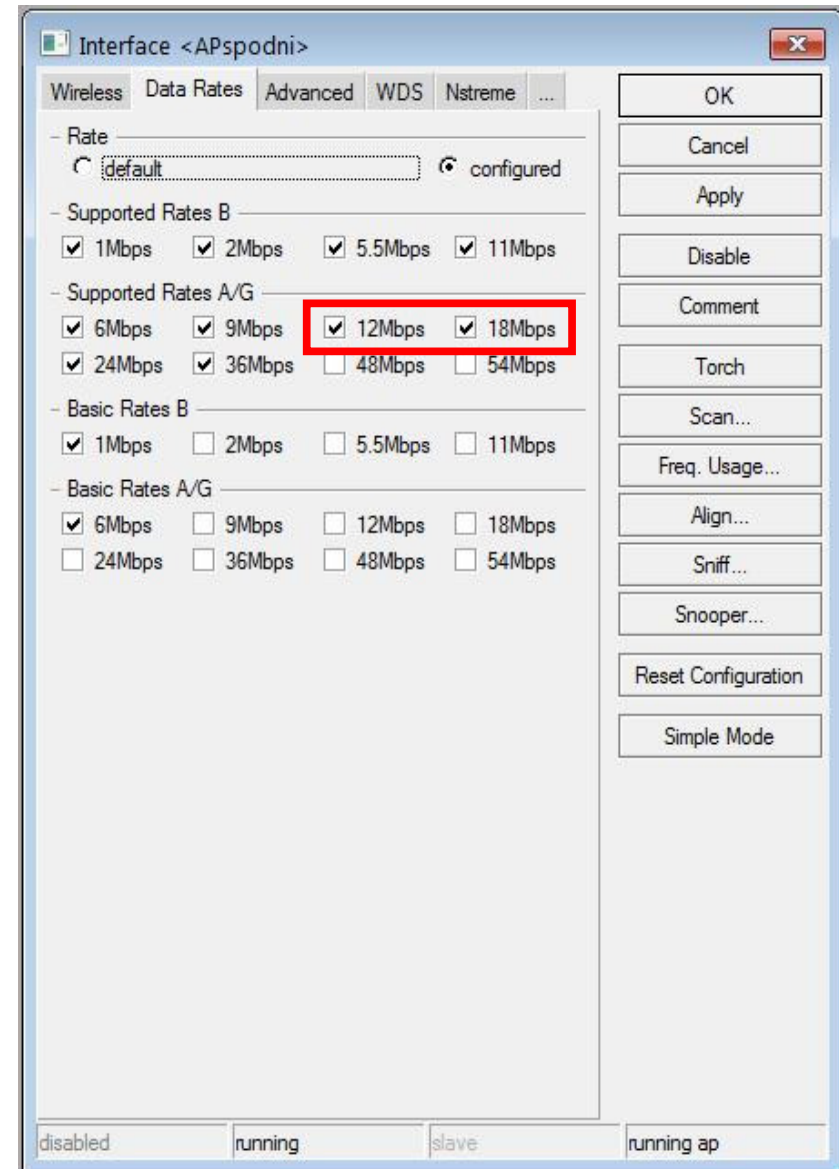 Interface <APspodni>
Wireless Data Rates Advanced WDS Nstreme ...
Rate
default configured
Supported Rates B
1Mbps 2Mbps 5.5Mbps 11Mbps
Supported Rates A/G
6Mbps 9Mbps 12Mbps 18Mbps
24Mbps 36Mbps 48Mbps 54Mbps
Basic Rates B
1Mbps 2Mbps 5.5Mbps 11Mbps
Basic Rates A/G
6Mbps 9Mbps 12Mbps 18Mbps
24Mbps 36Mbps 48Mbps 54Mbps
OK
Cancel
Apply
Disable
Comment
Torch
Scan...
Freq. Usage...
Align...
Sniff...
Snooper...
Reset Configuration
Simple Mode
disabled running slave running ap